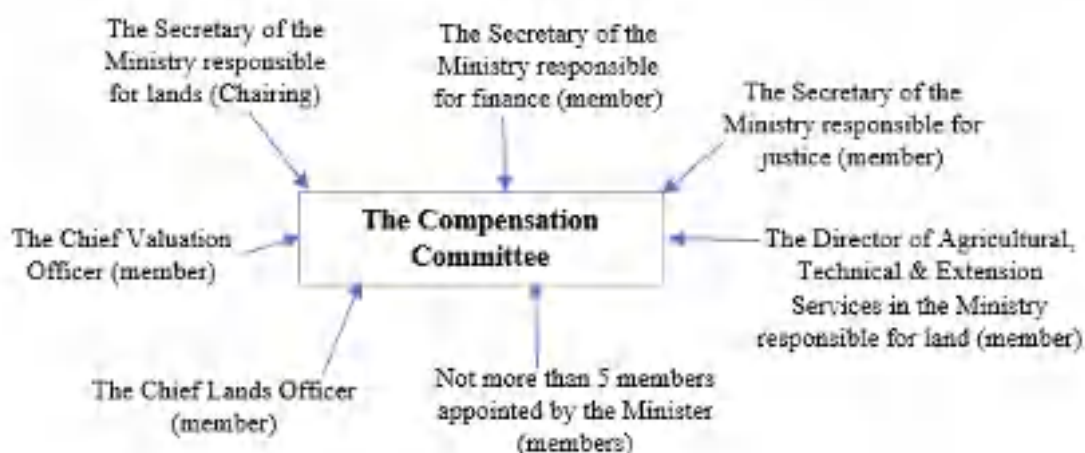 The Secretary of the
Ministry responsible
for lands (Chairing)
The Secretary of the
Ministry responsible
for finance (member)
The Secretary of the
Ministry responsible for
justice (member)
The Compensation
Committee
The Chief Valuation
Officer (member)
The Director of Agricultural,
Technical & Extension
Services in the Ministry
responsible for land (member)
The Chief Lands Officer
(member)
Not more than 5 members
appointed by the Minister
(members)